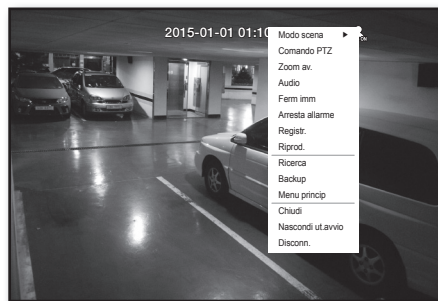 2015-01-01 01:10
Modo scena ▶
ON
Comando PTZ
Zoom av.
Audio
Ferm imm
Arresta allarme
Registr.
Riprod.
Ricerca
Backup
Menu princip
Chiudi
Nascondi ut.avvio
Disconn.